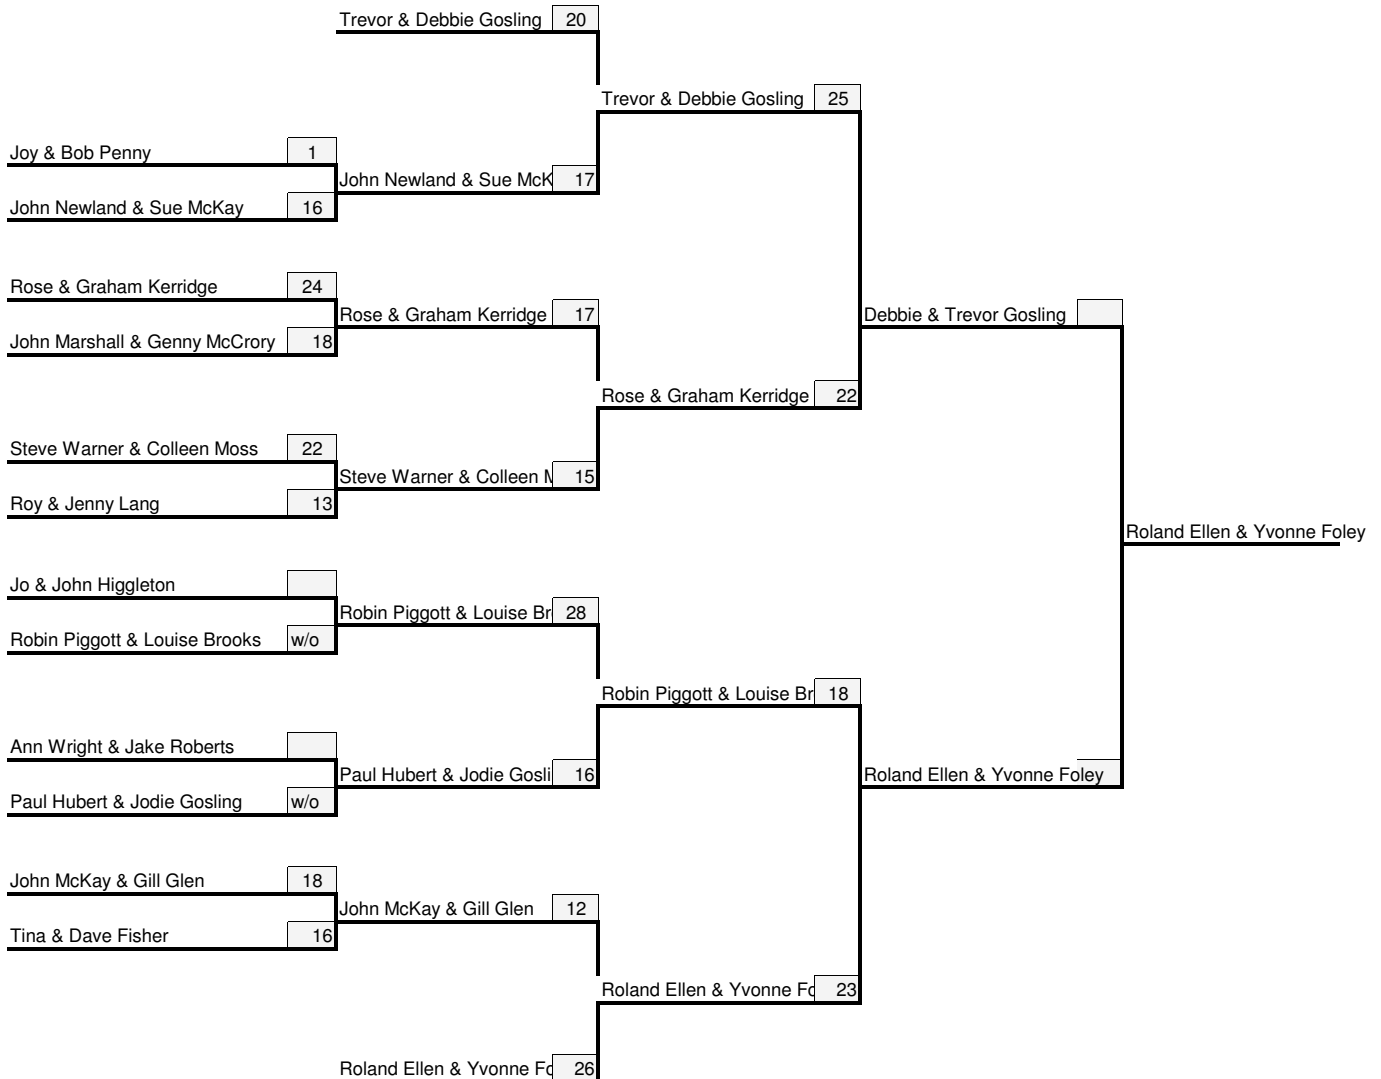 Trevor & Debbie Gosling 20
Trevor & Debbie Gosling 25
Joy & Bob Penny 1
John Newland & Sue McK 17
John Newland & Sue McKay 16
Rose & Graham Kerridge 24
Rose & Graham Kerridge 17
Debbie & Trevor Gosling
John Marshall & Genny McCrory 18
Rose & Graham Kerridge 22
Steve Warner & Colleen Moss 22
Steve Warner & Colleen M 15
Roy & Jenny Lang 13
Roland Ellen & Yvonne Foley
Jo & John Higgleton
Robin Piggott & Louise Br 28
Robin Piggott & Louise Brooks w/o
Robin Piggott & Louise Br 18
Ann Wright & Jake Roberts
Paul Hubert & Jodie Gosli 16
Roland Ellen & Yvonne Foley
Paul Hubert & Jodie Gosling w/o
John McKay & Gill Glen 18
John McKay & Gill Glen 12
Tina & Dave Fisher 16
Roland Ellen & Yvonne Fo 23
Roland Ellen & Yvonne Fo 26